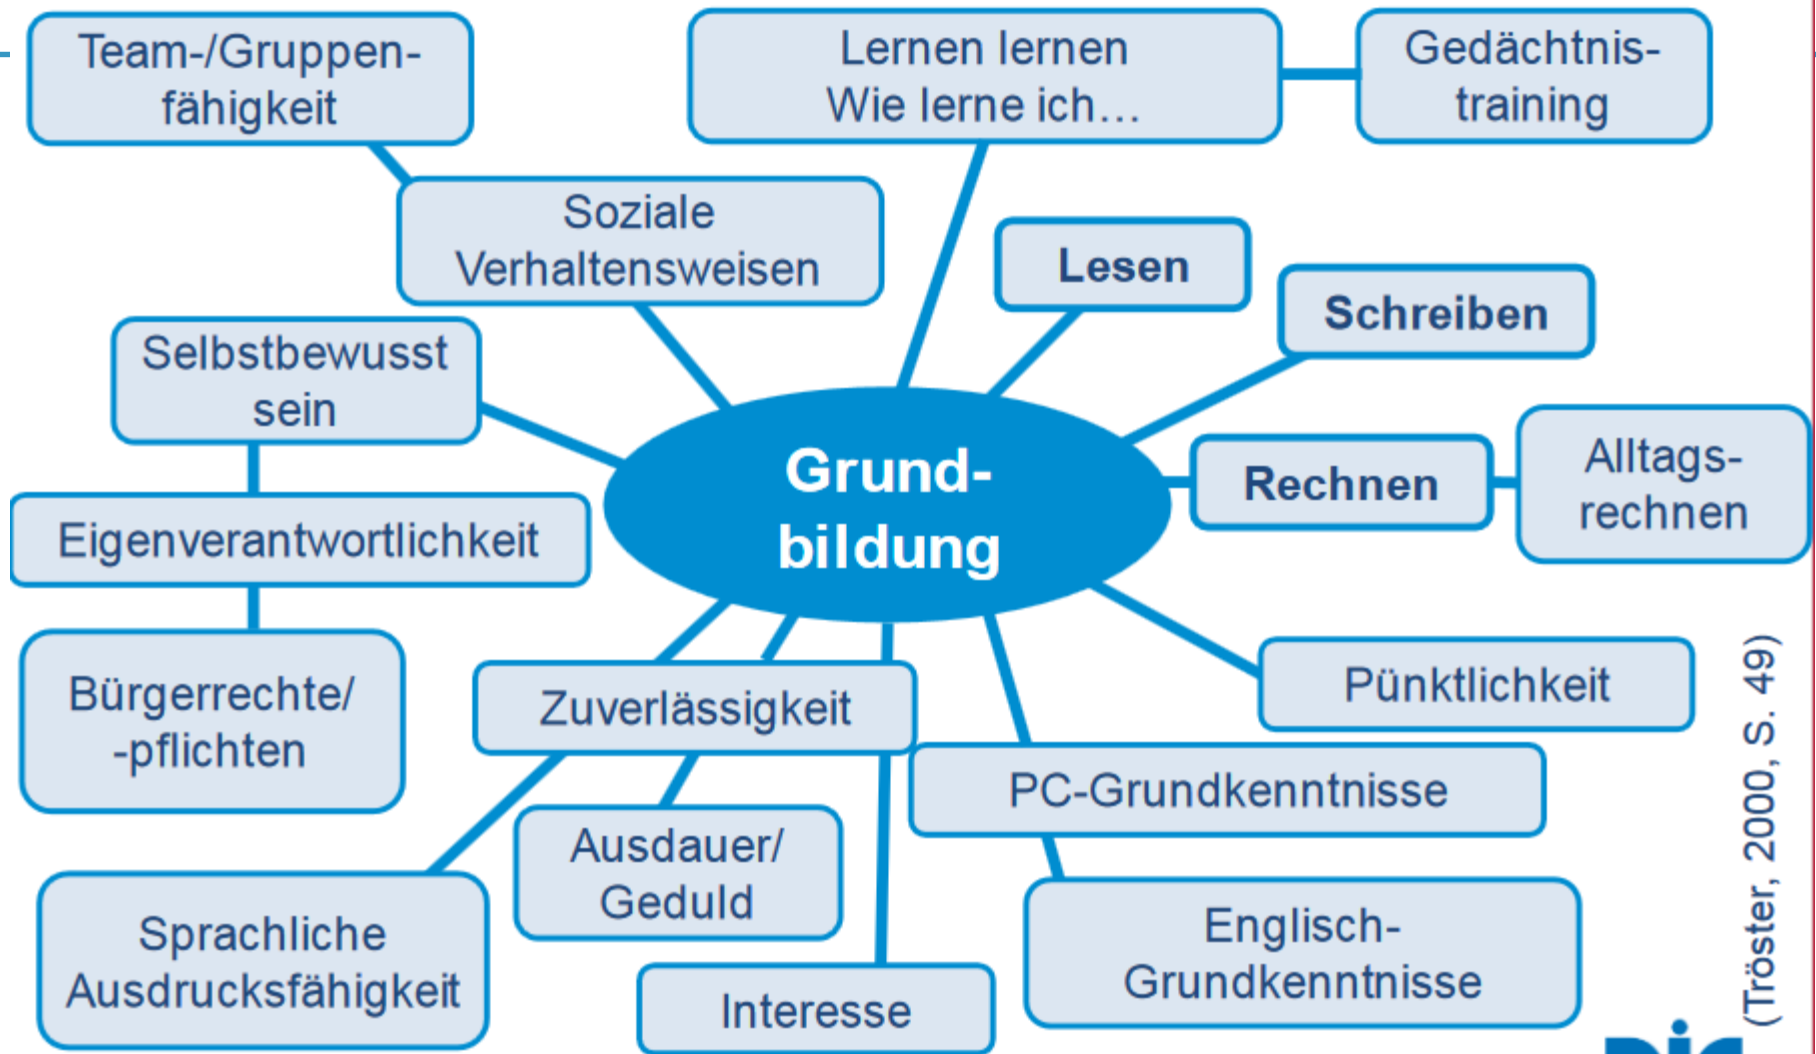 Team-/Gruppen-
fähigkeit
Lernen lernen
Wie lerne ich…
Gedächtnis-
training
Soziale
Verhaltensweisen
Lesen
Schreiben
Selbstbewusst
sein
Grund-
bildung
Rechnen
Alltags-
rechnen
Eigenverantwortlichkeit
Bürgerrechte/
-pflichten
Zuverlässigkeit
Pünktlichkeit
PC-Grundkenntnisse
Ausdauer/
Geduld
Sprachliche
Ausdrucksfähigkeit
Englisch-
Grundkenntnisse
Interesse
(Tröster, 2000, S. 49)